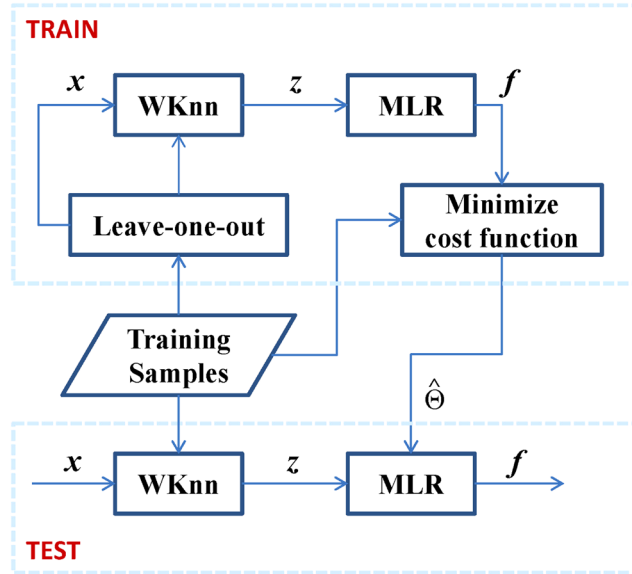 TRAIN
x
z
f
WKnn
MLR
Leave-one-out
Minimize
cost function
Training
Samples
Θ̂
x
z
f
WKnn
MLR
TEST